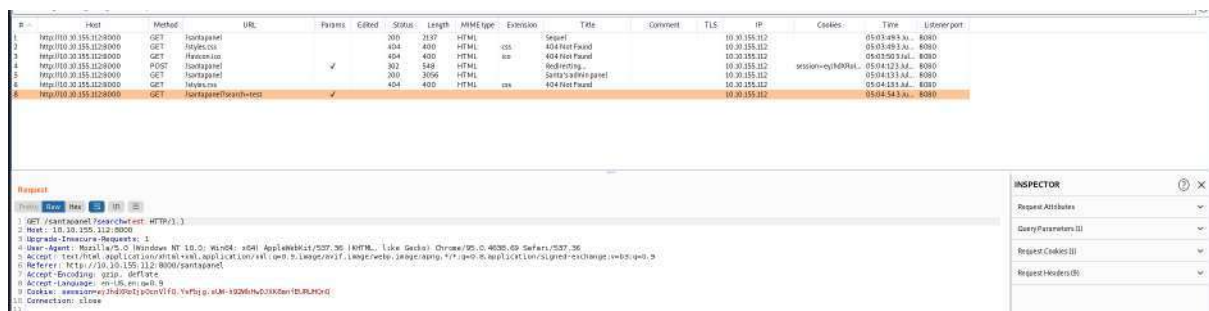 # Host Method URL Params Edited Status Length MIME type Extension Title Comment TLS IP Cookies Time Listener port
1 http://10.10.155.112:8000 GET /santapanel 200 2137 HTML Sequel 10.10.155.112 8080
2 http://10.10.155.112:8000 GET /styles.css 404 400 HTML css 404 Not Found 10.10.155.112 8080
3 http://10.10.155.112:8000 GET /favicon.ico 404 400 HTML ico 404 Not Found 10.10.155.112 8080
4 http://10.10.155.112:8000 POST /santapanel ✓ 302 548 HTML Redirecting... 10.10.155.112 8080
http://10.10.155.112:8000 GET /santapanel 200 3056 HTML Santa's admin panel 10.10.155.112 8080
http://10.10.155.112:8000 GET /styles.css 404 400 HTML css 404 Not Found 10.10.155.112 8080
8 http://10.10.155.112:8000 GET /santapanel?search=test ✓ 10.10.155.112 8080
Request
INSPECTOR
Pretty Raw Hex \n
Request Attributes
1 GET /santapanel?search=test HTTP/1.1
2 Host: 10.10.155.112:8000
3 Upgrade-Insecure-Requests: 1
4 User-Agent: Mozilla/5.0 (Windows NT 10.0; Win64; x64) AppleWebKit/537.36 (KHTML, like Gecko) Chrome/95.0.4638.69 Safari/537.36
Query Parameters (1)
5 Accept: text/html,application/xhtml+xml,application/xml;q=0.9,image/avif,image/webp,image/apng,*/*;q=0.8,application/signed-exchange;v=b3;q=0.9
6 Referer: http://10.10.155.112:8000/santapanel
7 Accept-Encoding: gzip, deflate
Request Cookies (1)
8 Accept-Language: en-US,en;q=0.9
9 Cookie:
10 Connection: close
Request Headers (9)
11